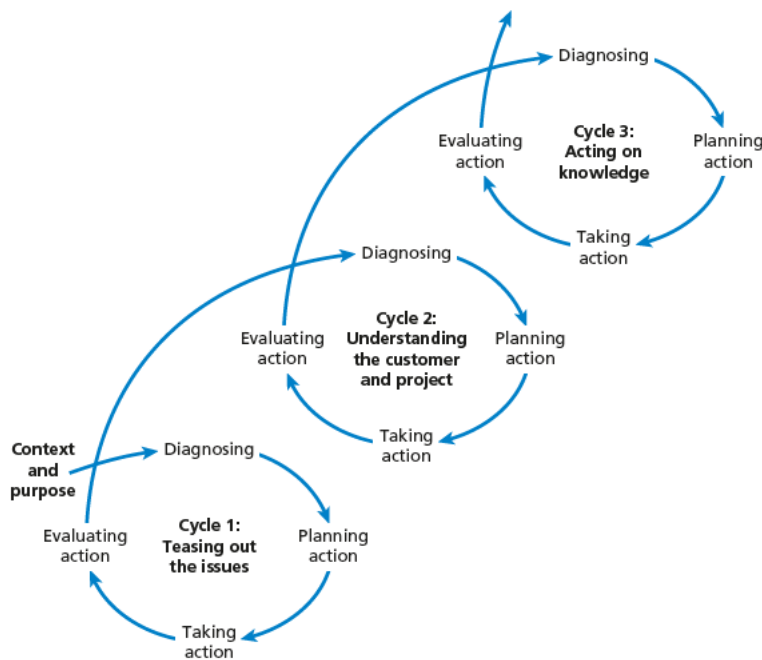 Diagnosing
Evaluating
action
Cycle 3:
Acting on
knowledge
Planning
action
Taking
action
Diagnosing
Evaluating
action
Cycle 2:
Understanding
the customer
and project
Planning
action
Taking
action
Context
and
purpose
Diagnosing
Evaluating
action
Cycle 1:
Teasing out
the issues
Planning
action
Taking
action